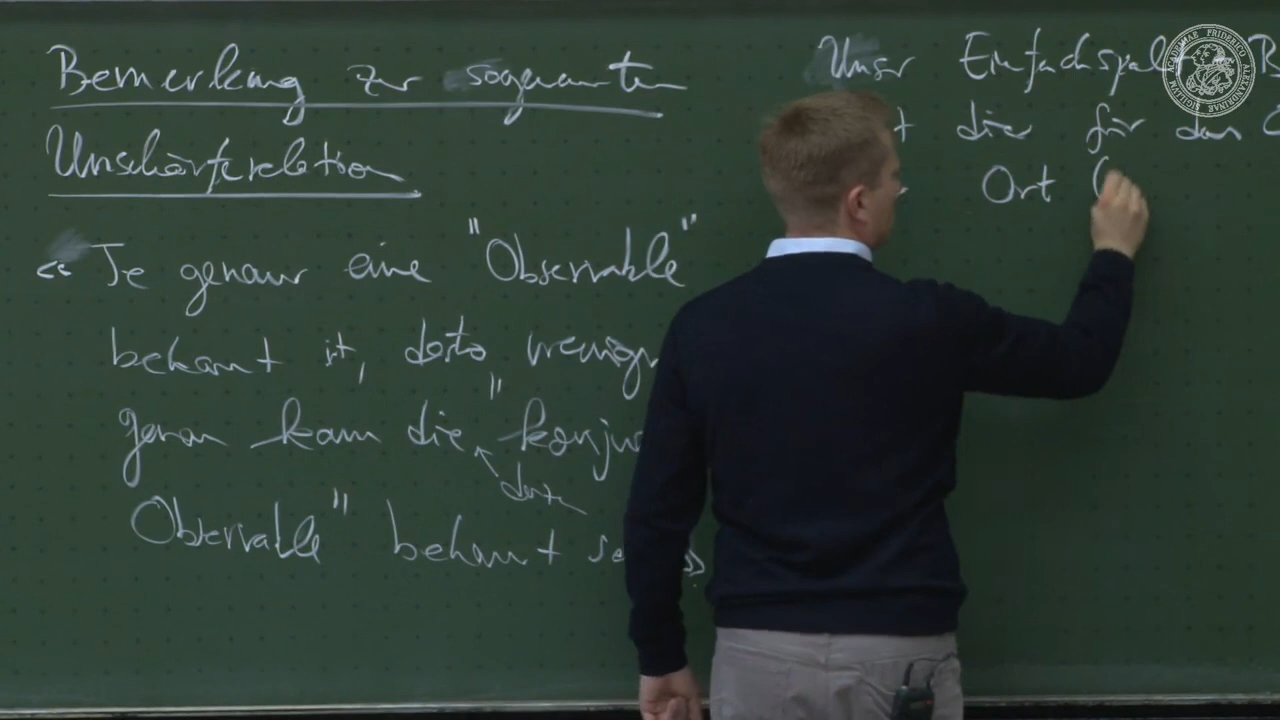 Bemerkung zur sogenannten
Unschärferelation
"Je genauer eine "Observable"
bekannt ist, desto weniger
genau kann die "konju
dazu
Observable" bekannt se
Unser Einfachspalt B
t die für den
Ort (